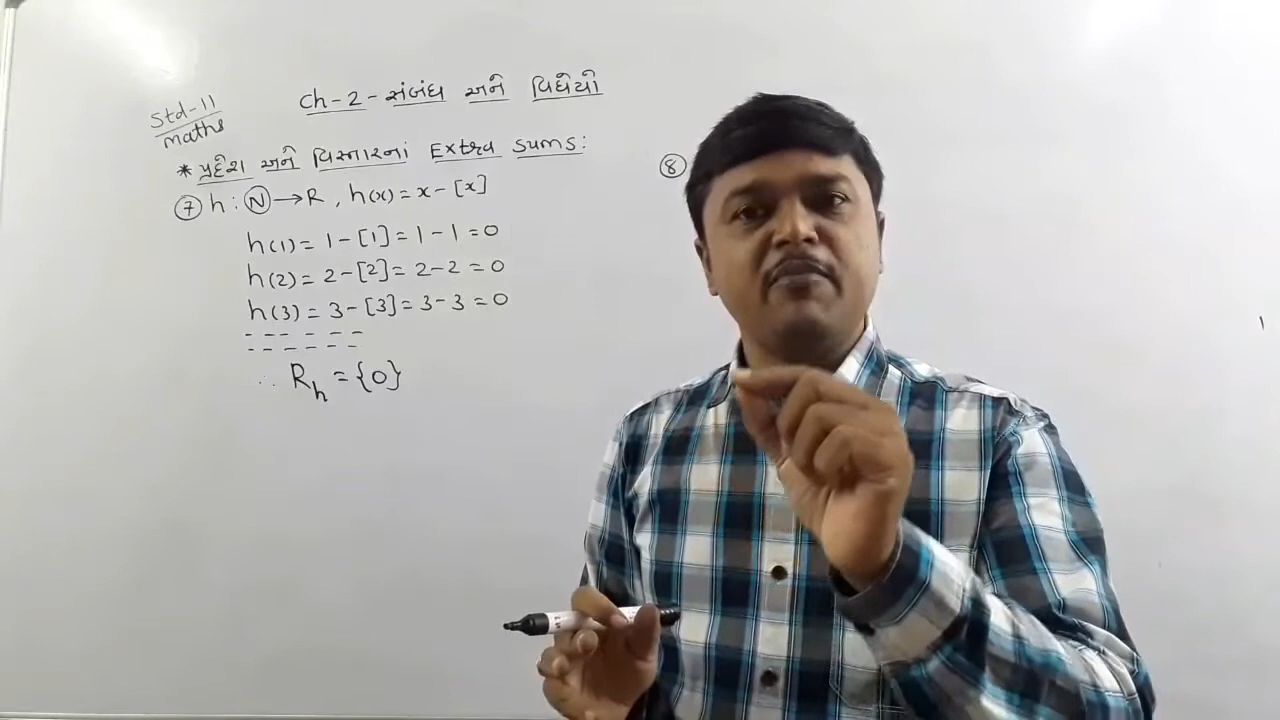 Std-11
maths
Ch-2-સંબંધ અને વિધેયો
* પ્રદેશ અને વિસ્તારનાં Extra sums:
⑦ h : Ⓝ → R , h(x) = x - [x]
h(1) = 1 - [1] = 1 - 1 = 0
h(2) = 2 - [2] = 2 - 2 = 0
h(3) = 3 - [3] = 3 - 3 = 0
∴ Rₕ = {0}
⑧